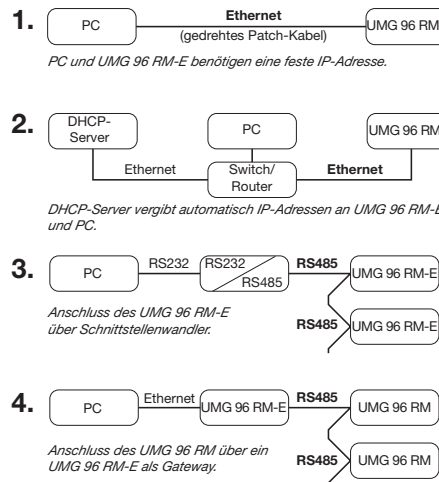 1.
PC
Ethernet
(gedrehtes Patch-Kabel)
UMG 96 RM
PC und UMG 96 RM-E benötigen eine feste IP-Adresse.
2.
DHCP-
Server
PC
UMG 96 RM
Ethernet
Switch/
Router
Ethernet
DHCP-Server vergibt automatisch IP-Adressen an UMG 96 RM-E
und PC.
3.
PC
RS232
RS232
RS485
RS485
UMG 96 RM-E
Anschluss des UMG 96 RM-E
über Schnittstellenwandler.
RS485
UMG 96 RM-E
4.
PC
Ethernet
UMG 96 RM-E
RS485
UMG 96 RM
Anschluss des UMG 96 RM über ein
UMG 96 RM-E als Gateway.
RS485
UMG 96 RM